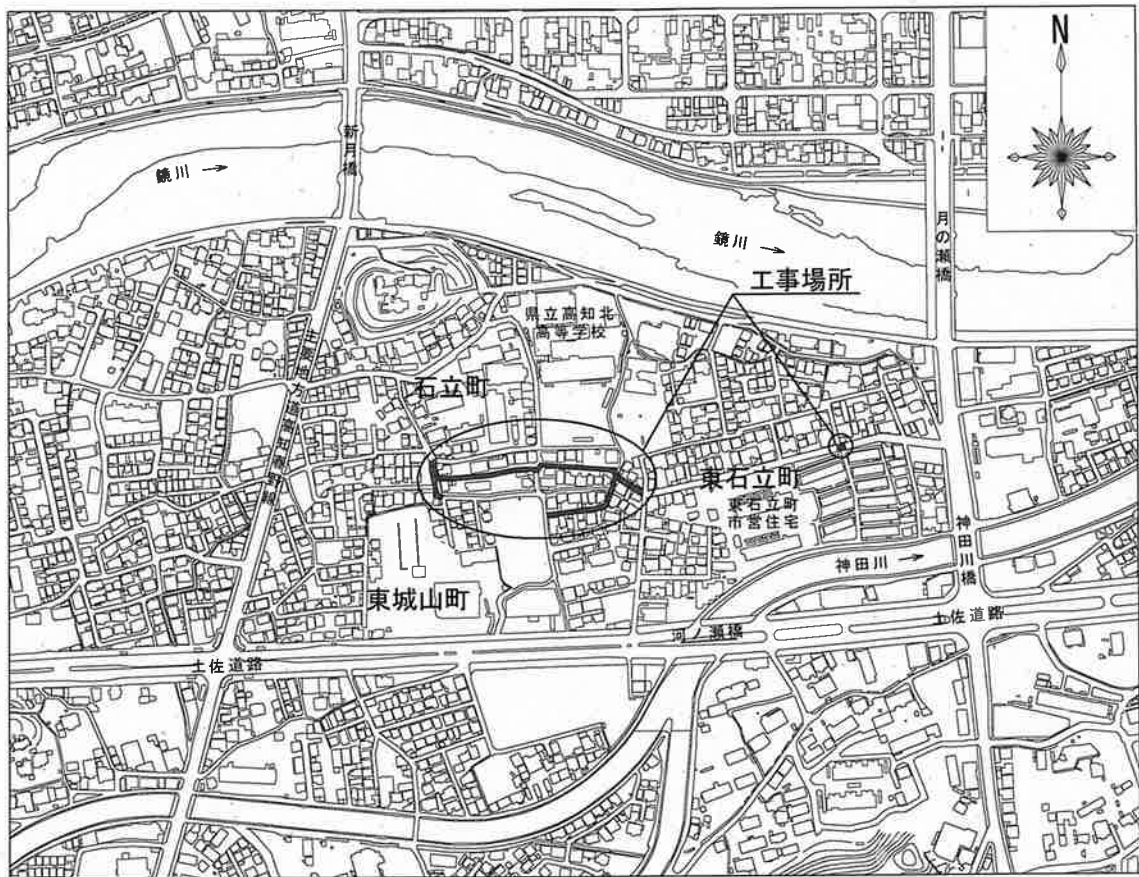 N
新月橋
鏡川
鏡川
月の瀬橋
工事場所
県立高知北
高等学校
石立町
東石立町
東石立町
市営住宅
神田川
神田川橋
東城山町
河ノ瀬橋
土佐道路
土佐道路